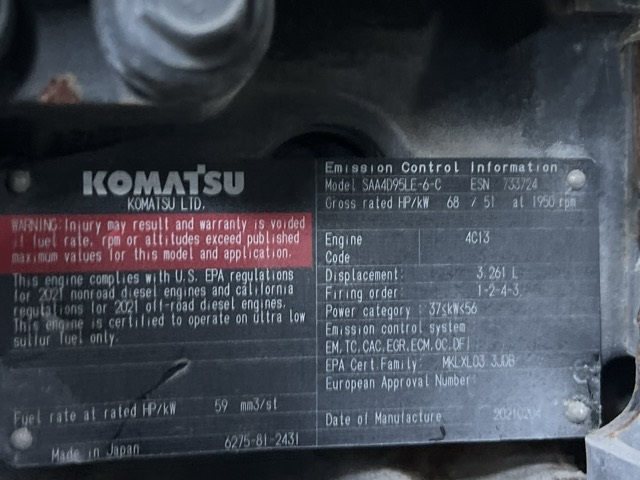 KOMATSU
KOMATSU LTD.
WARNING: Injury may result and warranty is voided
if fuel rate, rpm or attitudes exceed published
maximum values for this model and application.
This engine complies with U.S. EPA regulations
for 2021 nonroad diesel engines and california
regulations for 2021 off-road diesel engines.
This engine is certified to operate on ultra low
sulfur fuel only.
Fuel rate at rated HP/kW 59 mm3/st
Made in Japan 6275-81-2431
Emission Control Information
Model SAA4D95LE-6-C ESN 733724
Gross rated HP/kW 68 / 51 at 1950 rpm
Engine 4C13
Code
Displacement: 3.261 L
Firing order: 1-2-4-3
Power category : 37≤kW≤56
Emission control system
EM,TC,CAC,EGR,ECM,OC,DFI
EPA Cert Family: MKLXL03.3JDB
European Approval Number
Date of Manufacture